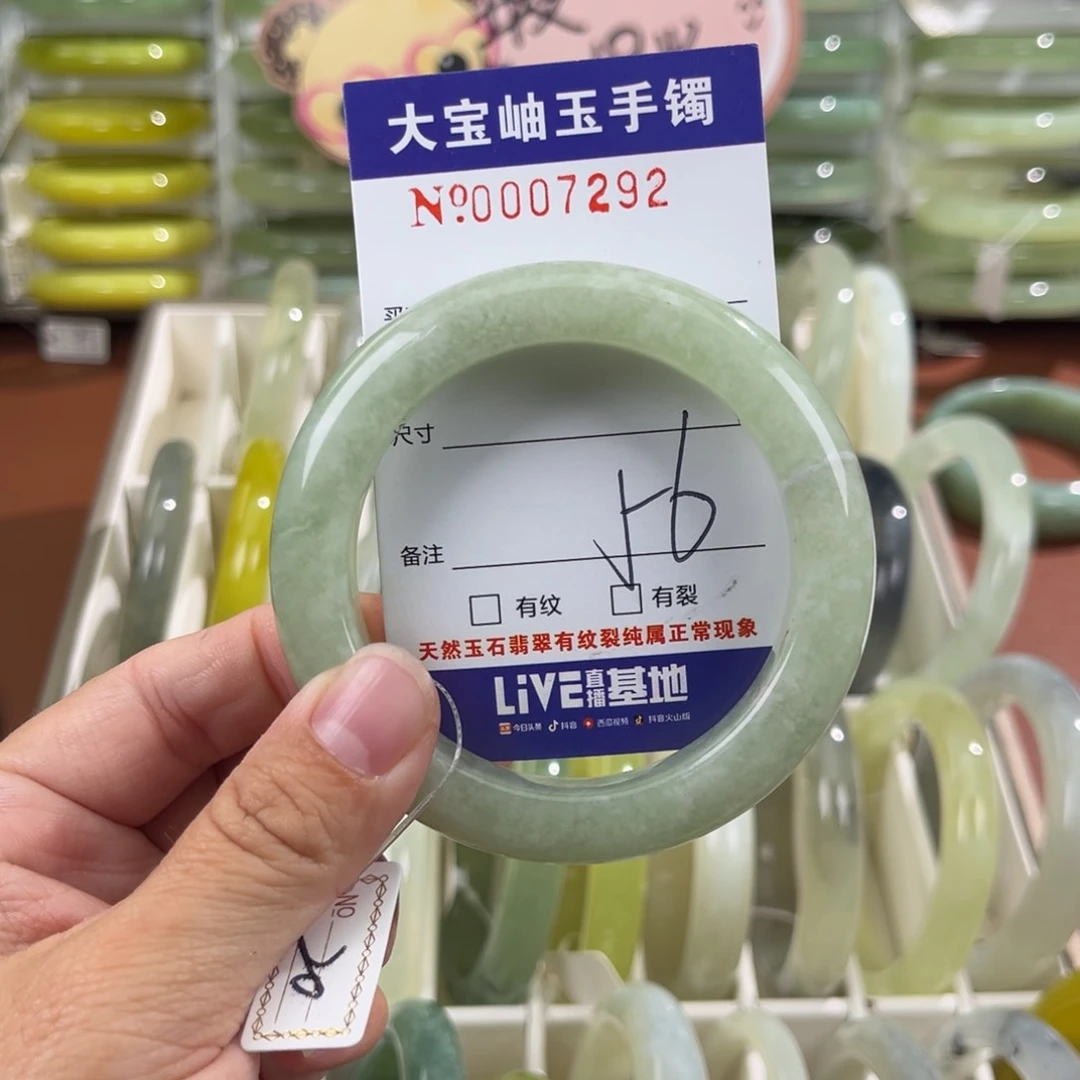 大宝岫玉手镯
Nº0007292
尺寸
备注
56
有纹
有裂
天然玉石翡翠有纹裂纯属正常现象
LiVE直播基地
今日头条 抖音 西瓜视频 抖音火山版
NO.